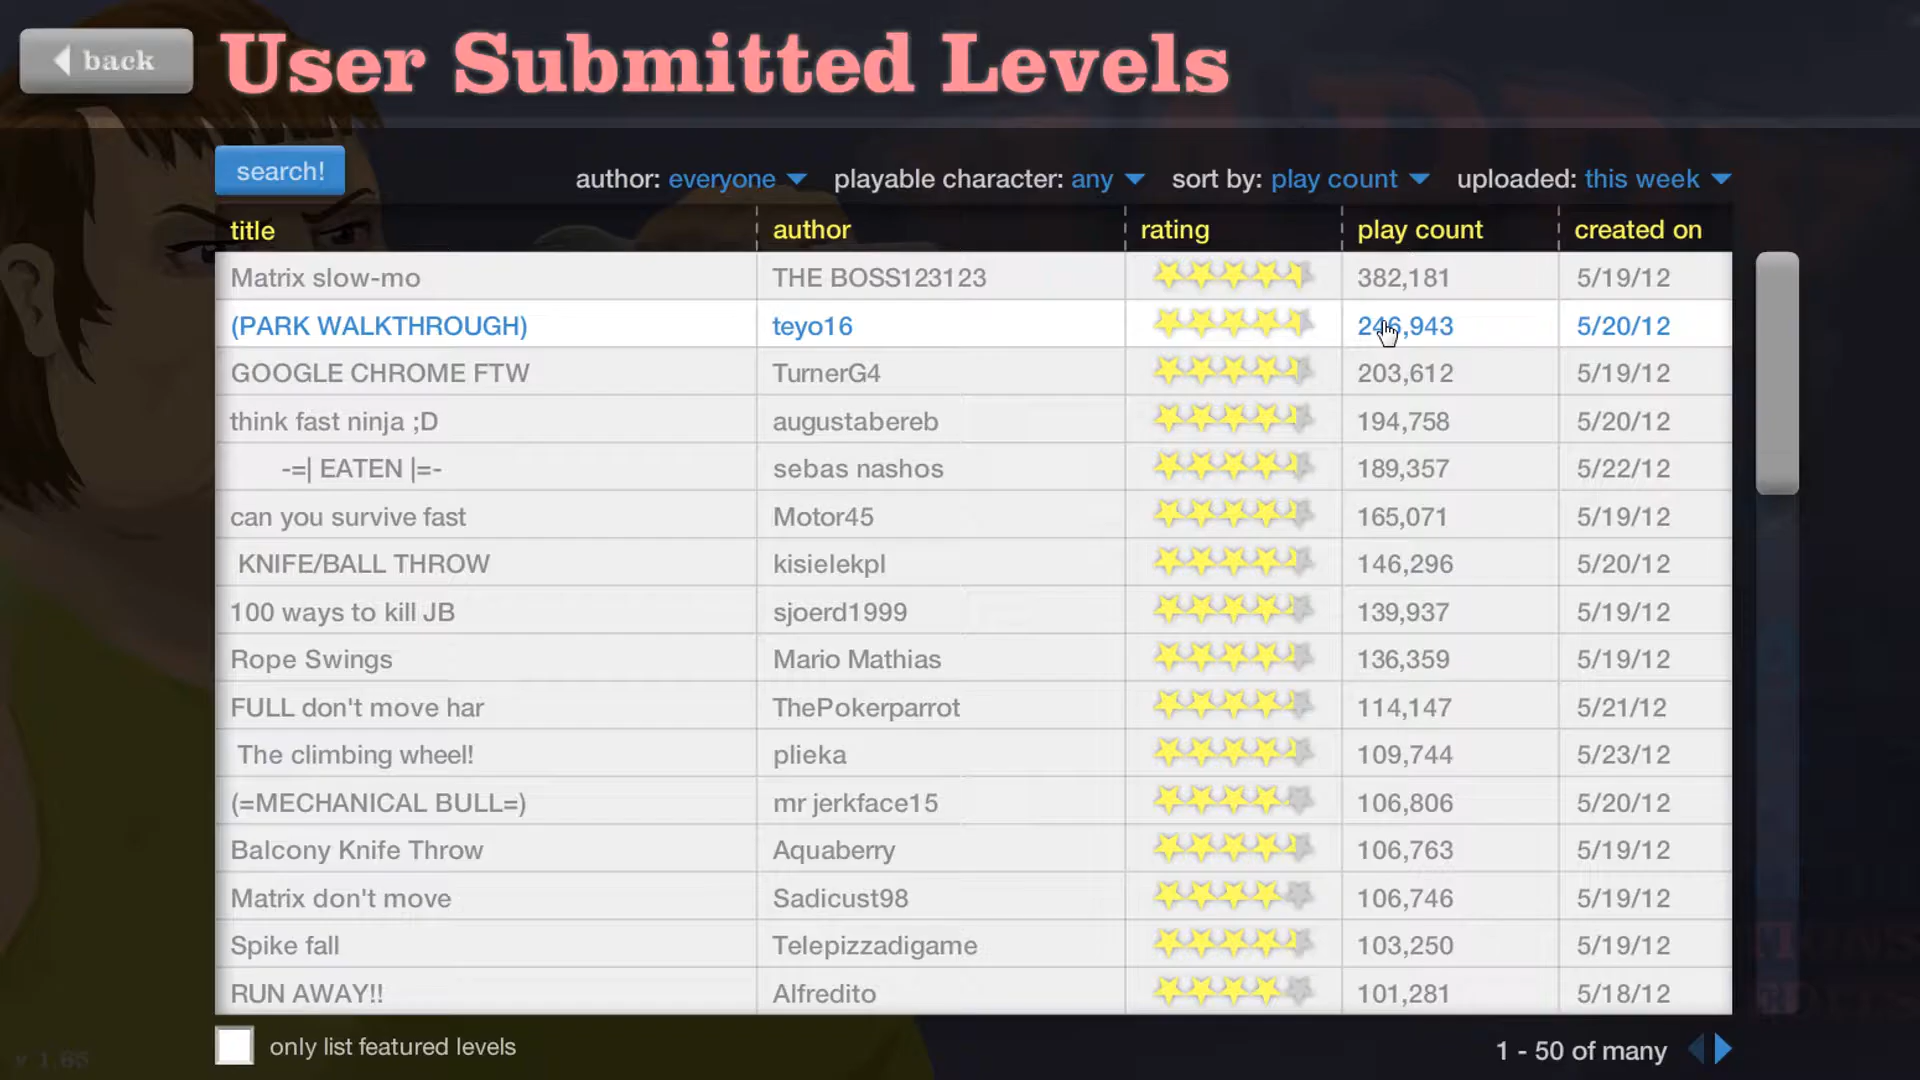 back
User Submitted Levels
search!
author: everyone playable character: any sort by: play count uploaded: this week
title author rating play count created on
Matrix slow-mo THE BOSS123123 382,181 5/19/12
(PARK WALKTHROUGH) teyo16 246,943 5/20/12
GOOGLE CHROME FTW TurnerG4 203,612 5/19/12
think fast ninja ;D augustabereb 194,758 5/20/12
-=| EATEN |=- sebas nashos 189,357 5/22/12
can you survive fast Motor45 165,071 5/19/12
KNIFE/BALL THROW kisielekpl 146,296 5/20/12
100 ways to kill JB sjoerd1999 139,937 5/19/12
Rope Swings Mario Mathias 136,359 5/19/12
FULL don't move har ThePokerparrot 114,147 5/21/12
The climbing wheel! plieka 109,744 5/23/12
(=MECHANICAL BULL=) mr jerkface15 106,806 5/20/12
Balcony Knife Throw Aquaberry 106,763 5/19/12
Matrix don't move Sadicust98 106,746 5/19/12
Spike fall Telepizzadigame 103,250 5/19/12
RUN AWAY!! Alfredito 101,281 5/18/12
only list featured levels
1 - 50 of many
v 1.65